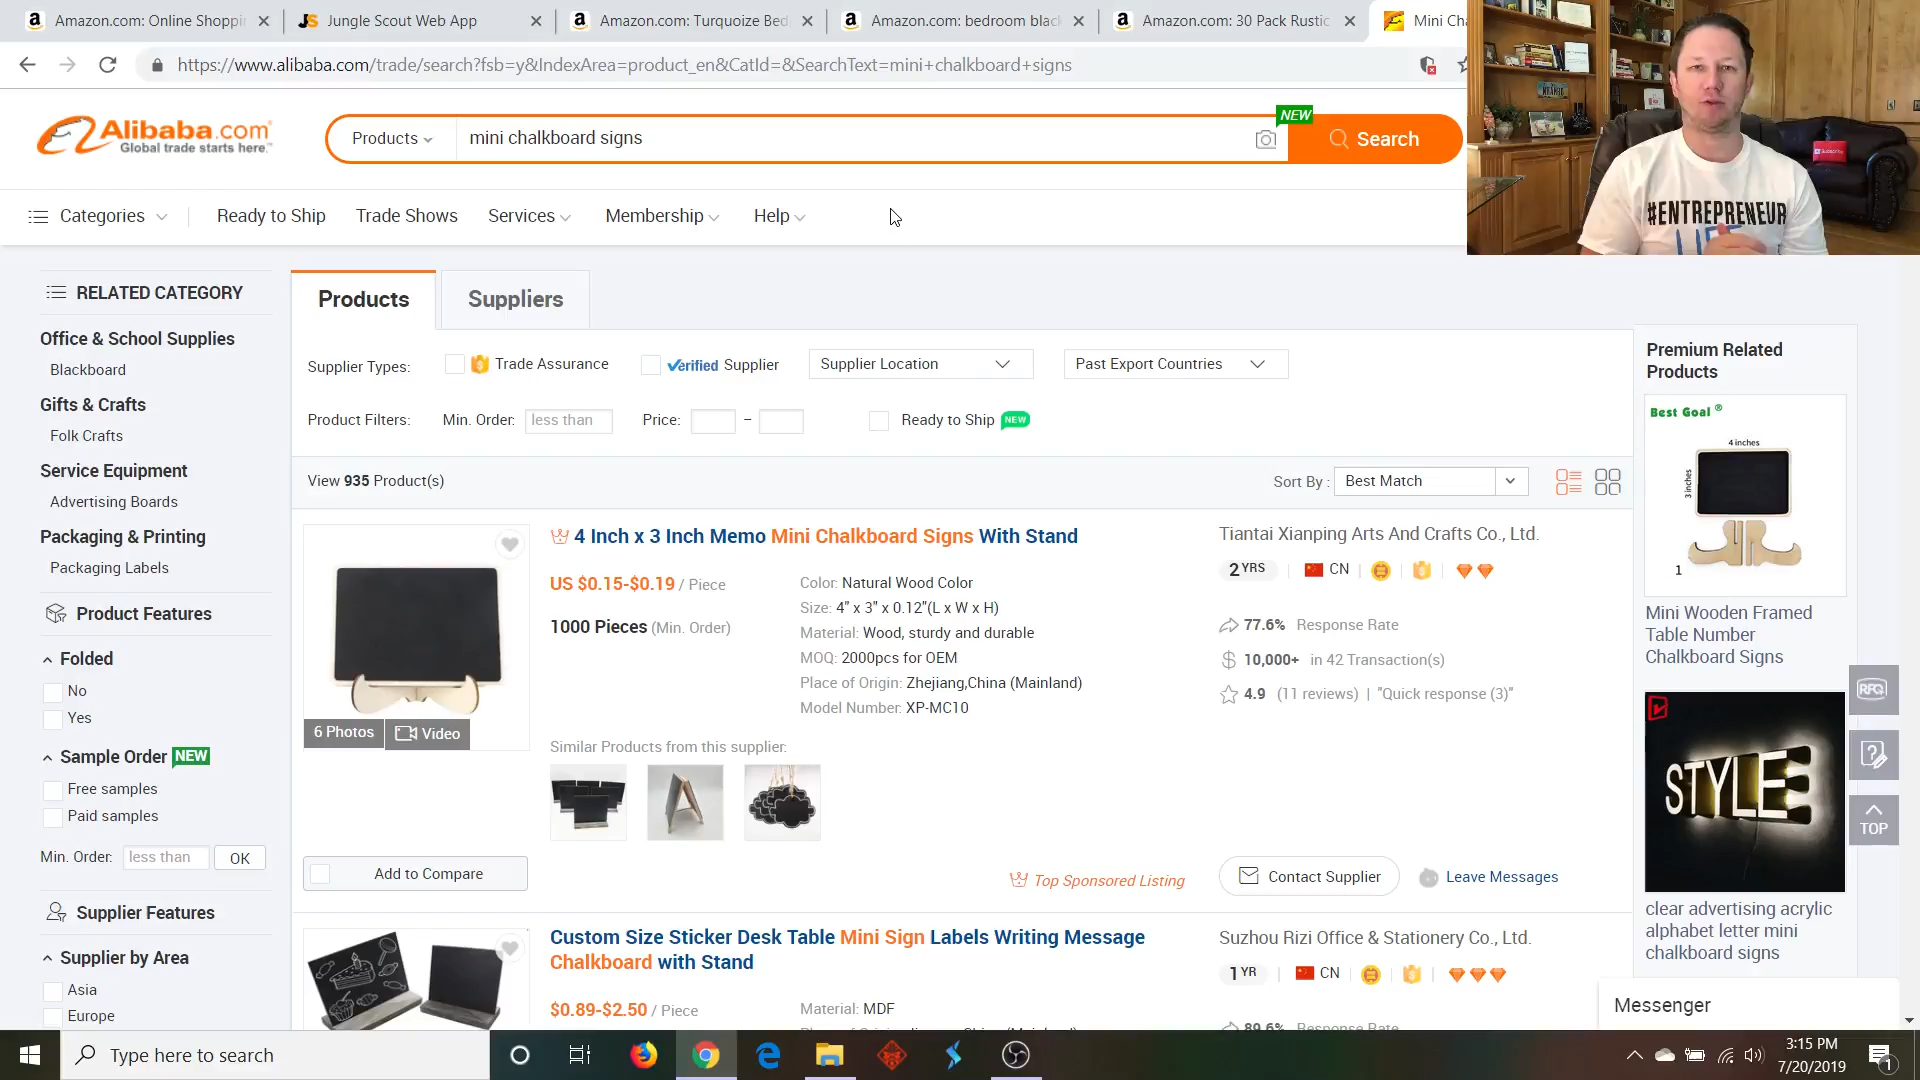 Amazon.com: Online Shoppi
Jungle Scout Web App
Amazon.com: Turquoize Bed
Amazon.com: bedroom blac
Amazon.com: 30 Pack Rustic
Mini Cha
https://www.alibaba.com/trade/search?fsb=y&IndexArea=product_en&CatId=&SearchText=mini+chalkboard+signs
Alibaba.com
Global trade starts here.™
Products
mini chalkboard signs
NEW
Search
#ENTREPRENEUR
LIFE
Categories
Ready to Ship
Trade Shows
Services
Membership
Help
RELATED CATEGORY
Office & School Supplies
Blackboard
Gifts & Crafts
Folk Crafts
Service Equipment
Advertising Boards
Packaging & Printing
Packaging Labels
Product Features
Folded
No
Yes
Sample Order NEW
Free samples
Paid samples
Min. Order: less than OK
Supplier Features
Supplier by Area
Asia
Europe
Products
Suppliers
Supplier Types: Trade Assurance Verified Supplier Supplier Location Past Export Countries
Product Filters: Min. Order: less than Price: – Ready to Ship NEW
View 935 Product(s)
Sort By : Best Match
4 Inch x 3 Inch Memo Mini Chalkboard Signs With Stand
US $0.15-$0.19 / Piece
1000 Pieces (Min. Order)
Color: Natural Wood Color
Size: 4" x 3" x 0.12"(L x W x H)
Material: Wood, sturdy and durable
MOQ: 2000pcs for OEM
Place of Origin: Zhejiang,China (Mainland)
Model Number: XP-MC10
6 Photos
Video
Similar Products from this supplier:
Add to Compare
Top Sponsored Listing
Tiantai Xianping Arts And Crafts Co., Ltd.
2 YRS CN
77.6% Response Rate
10,000+ in 42 Transaction(s)
4.9 (11 reviews) | "Quick response (3)"
Contact Supplier
Leave Messages
Custom Size Sticker Desk Table Mini Sign Labels Writing Message
Chalkboard with Stand
$0.89-$2.50 / Piece
Material: MDF
Suzhou Rizi Office & Stationery Co., Ltd.
1 YR CN
89.6% Response Rate
Premium Related
Products
Best Goal ®
4 inches
3 inches
1
Mini Wooden Framed
Table Number
Chalkboard Signs
STYLE
clear advertising acrylic
alphabet letter mini
chalkboard signs
RFQ
TOP
Messenger
Type here to search
3:15 PM
7/20/2019
1